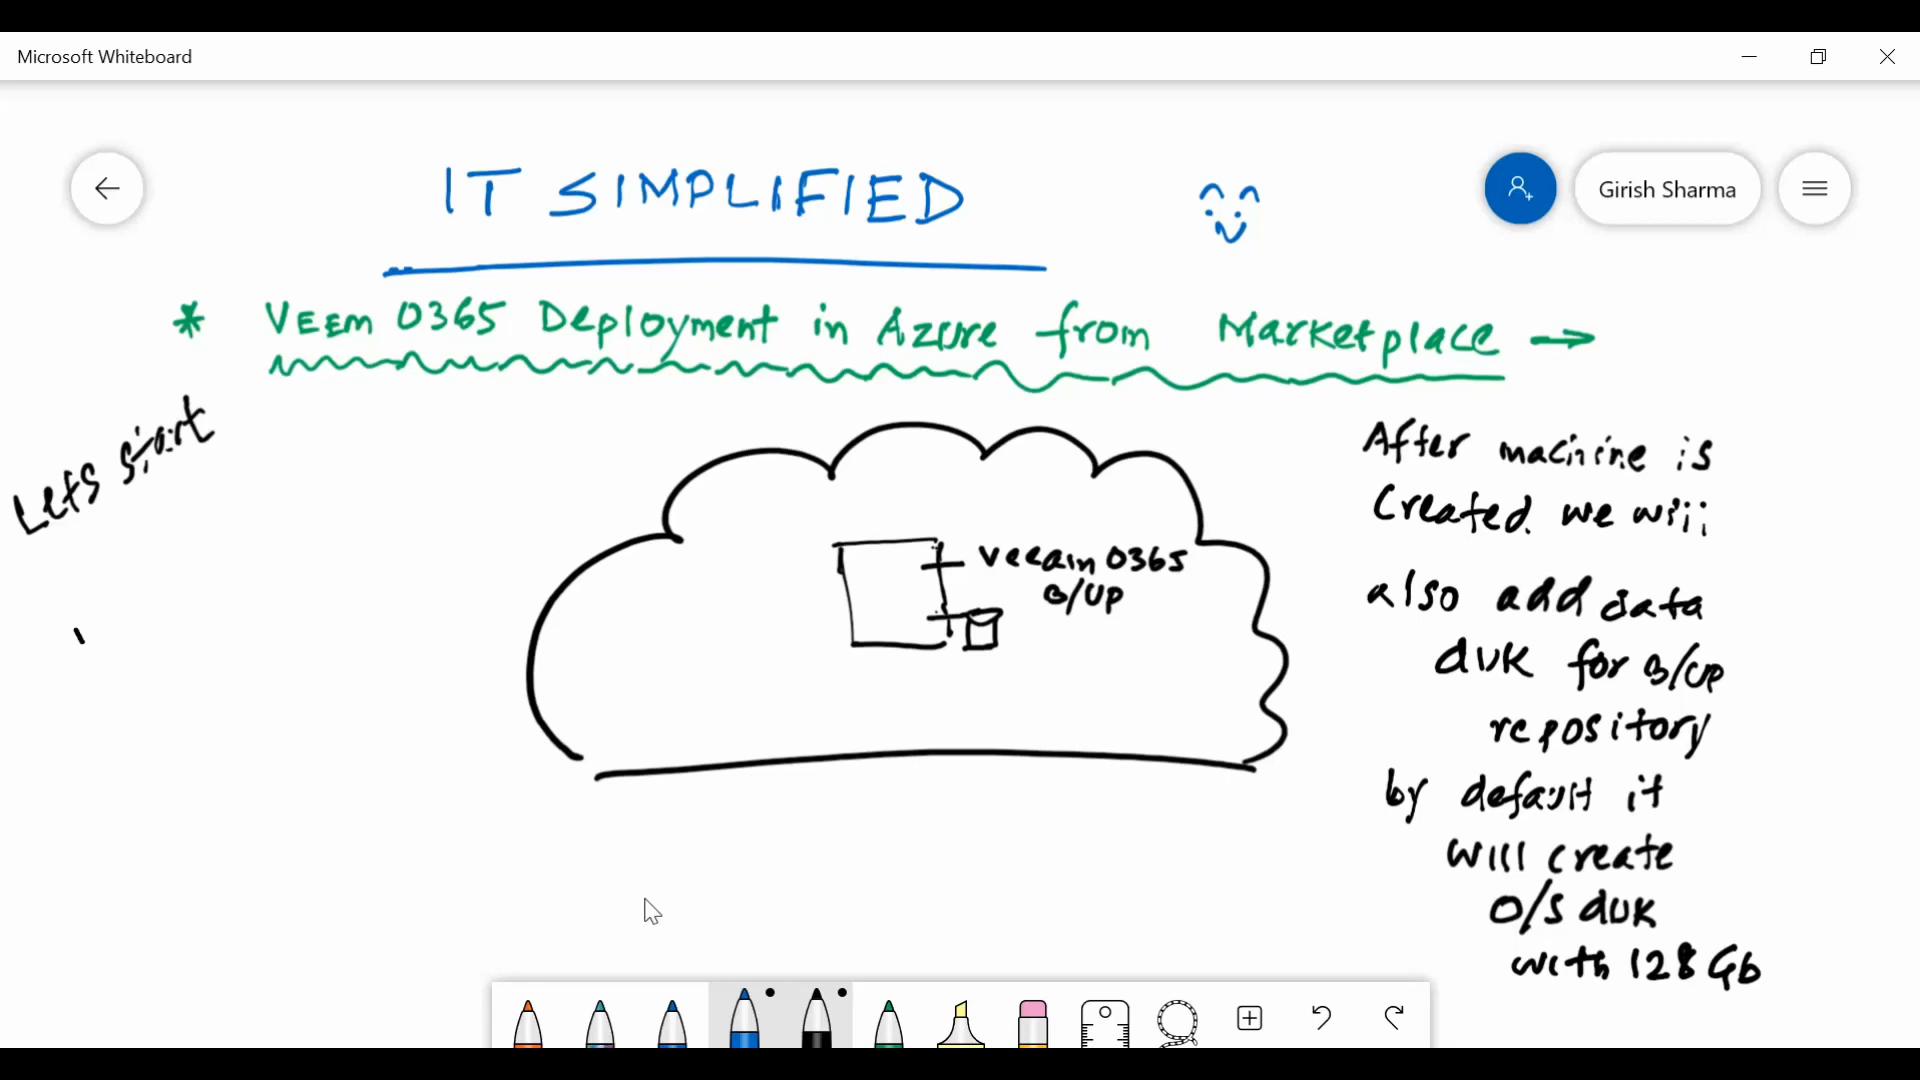 Microsoft Whiteboard
IT SIMPLIFIED
Girish Sharma
* VEEM O365 Deployment in Azure from Marketplace →
Lets start
After machine is
Created we will
also add data
disk for B/UP
repository
by default it
will create
O/S disk
with 128 Gb
Veeam O365
B/UP